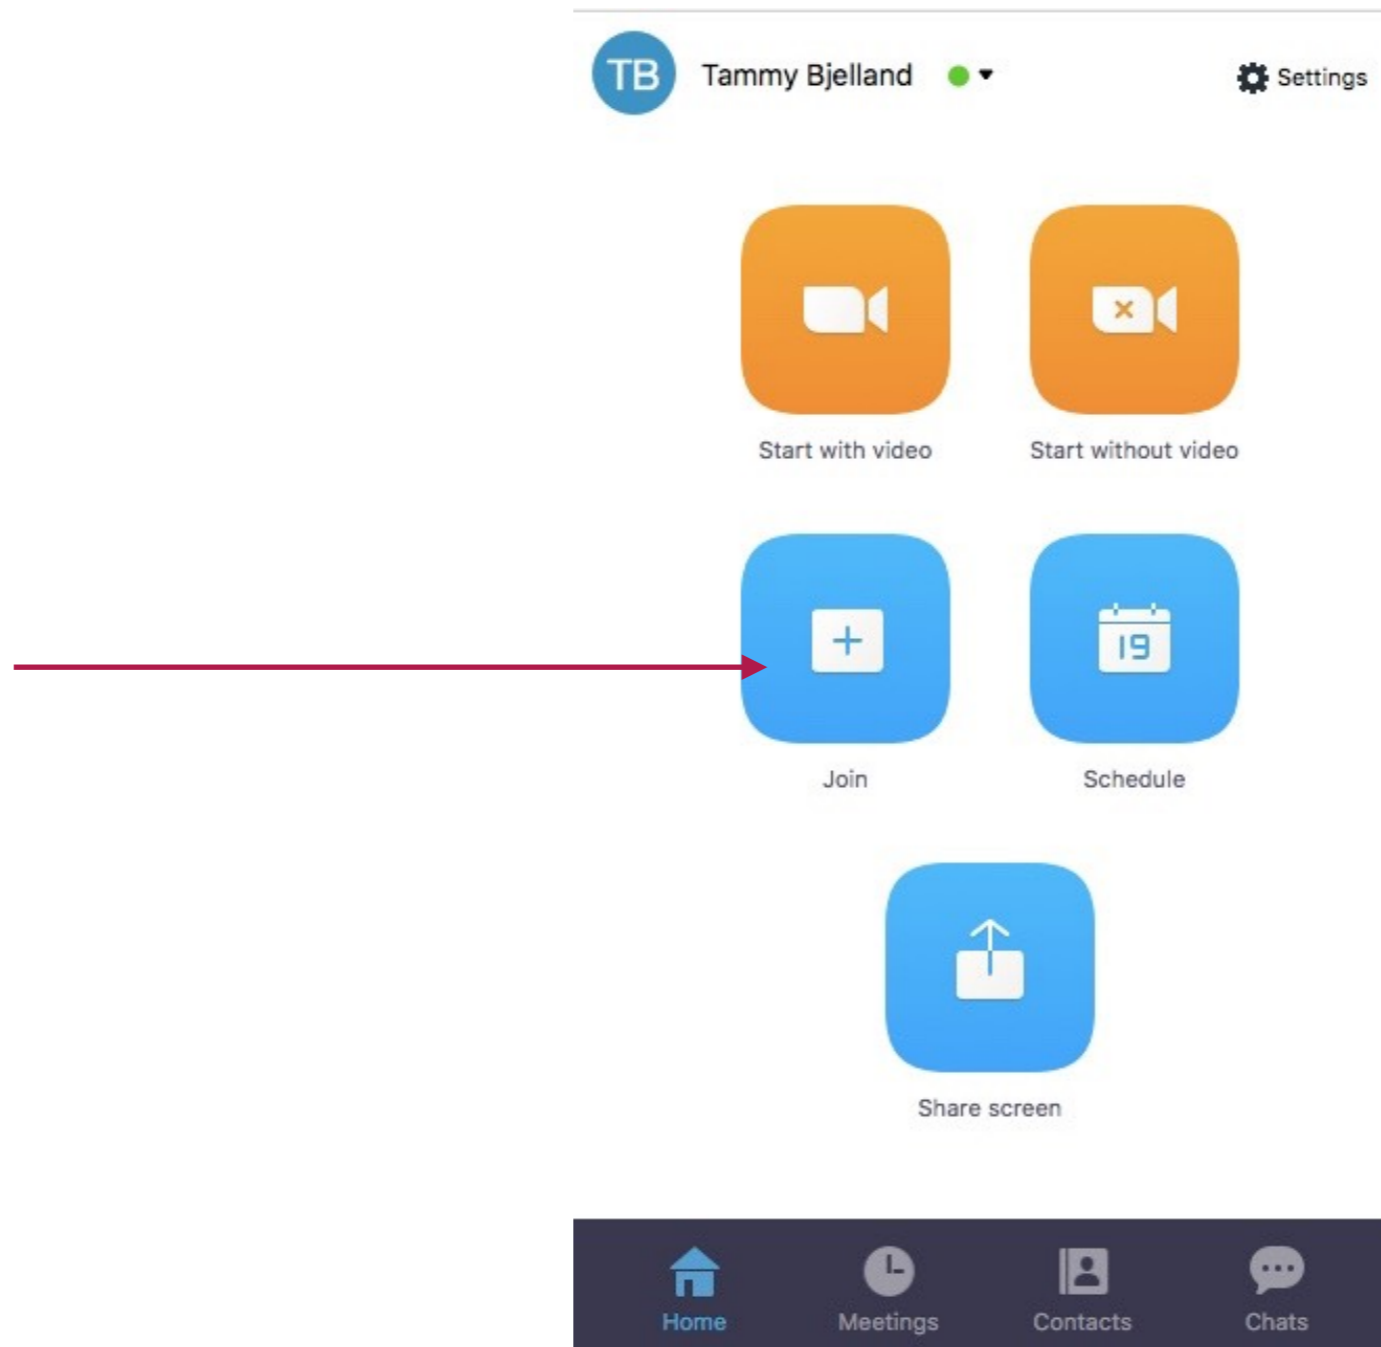 TB
Tammy Bjelland
Settings
Start with video
Start without video
19
Join
Schedule
Share screen
Home
Meetings
Contacts
Chats